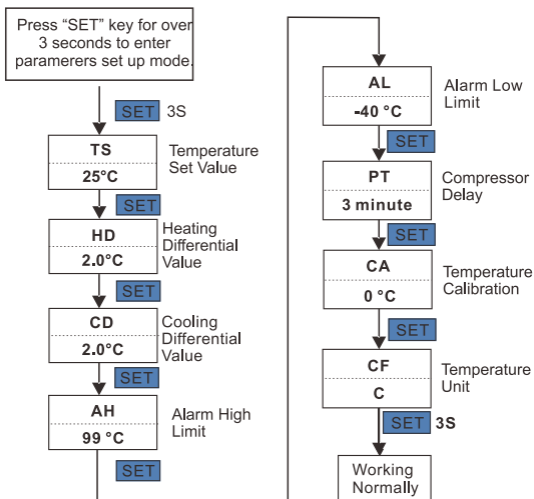 Press “SET” key for over
3 seconds to enter
paramerers set up mode.
SET 3S
TS
25°C
Temperature
Set Value
SET
HD
2.0°C
Heating
Differential
Value
SET
CD
2.0°C
Cooling
Differential
Value
SET
AH
99 °C
Alarm High
Limit
SET
AL
-40 °C
Alarm Low
Limit
SET
PT
3 minute
Compressor
Delay
SET
CA
0 °C
Temperature
Calibration
SET
CF
C
Temperature
Unit
SET 3S
Working
Normally